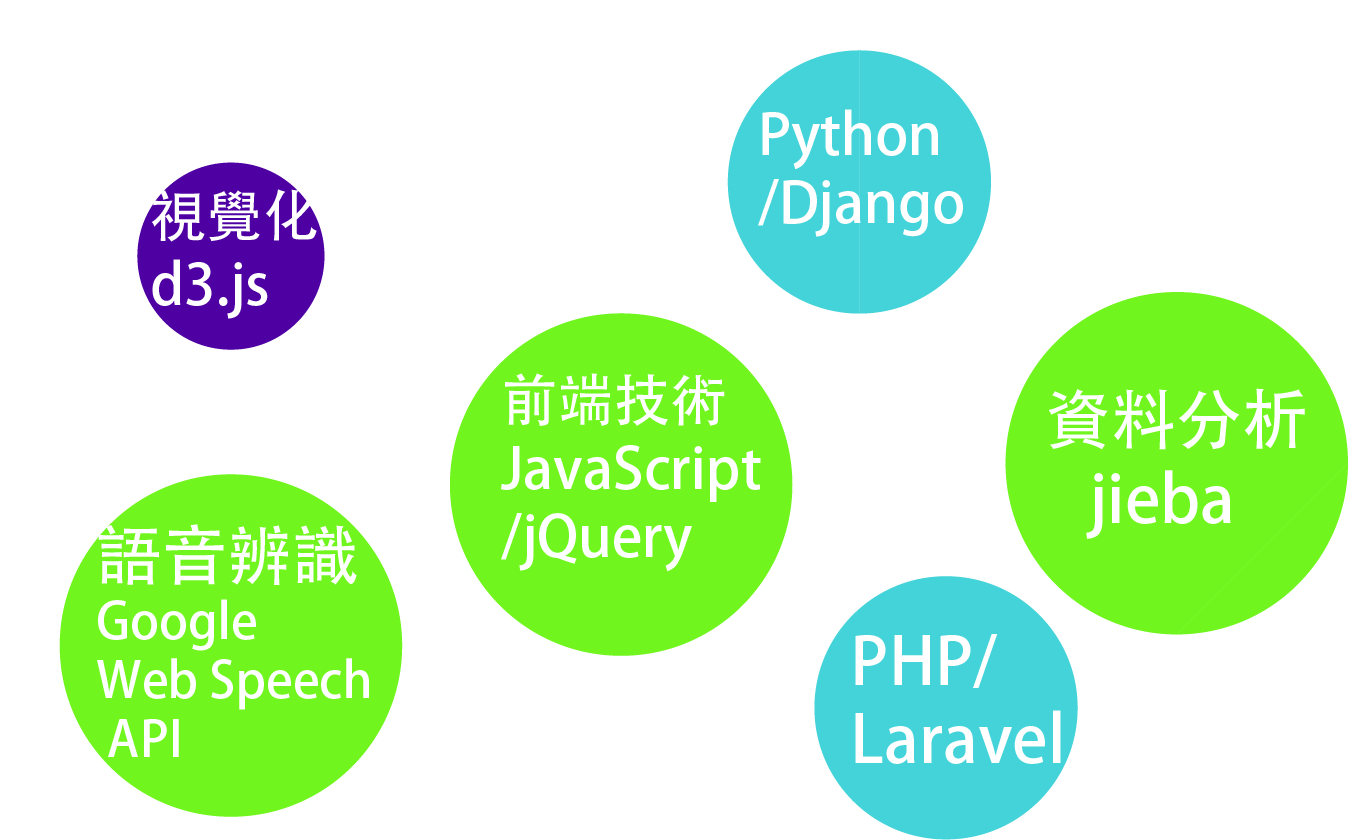 視覺化
d3.js
Python
/Django
前端技術
JavaScript
/jQuery
資料分析
jieba
語音辨識
Google
Web Speech
API
PHP/
Laravel